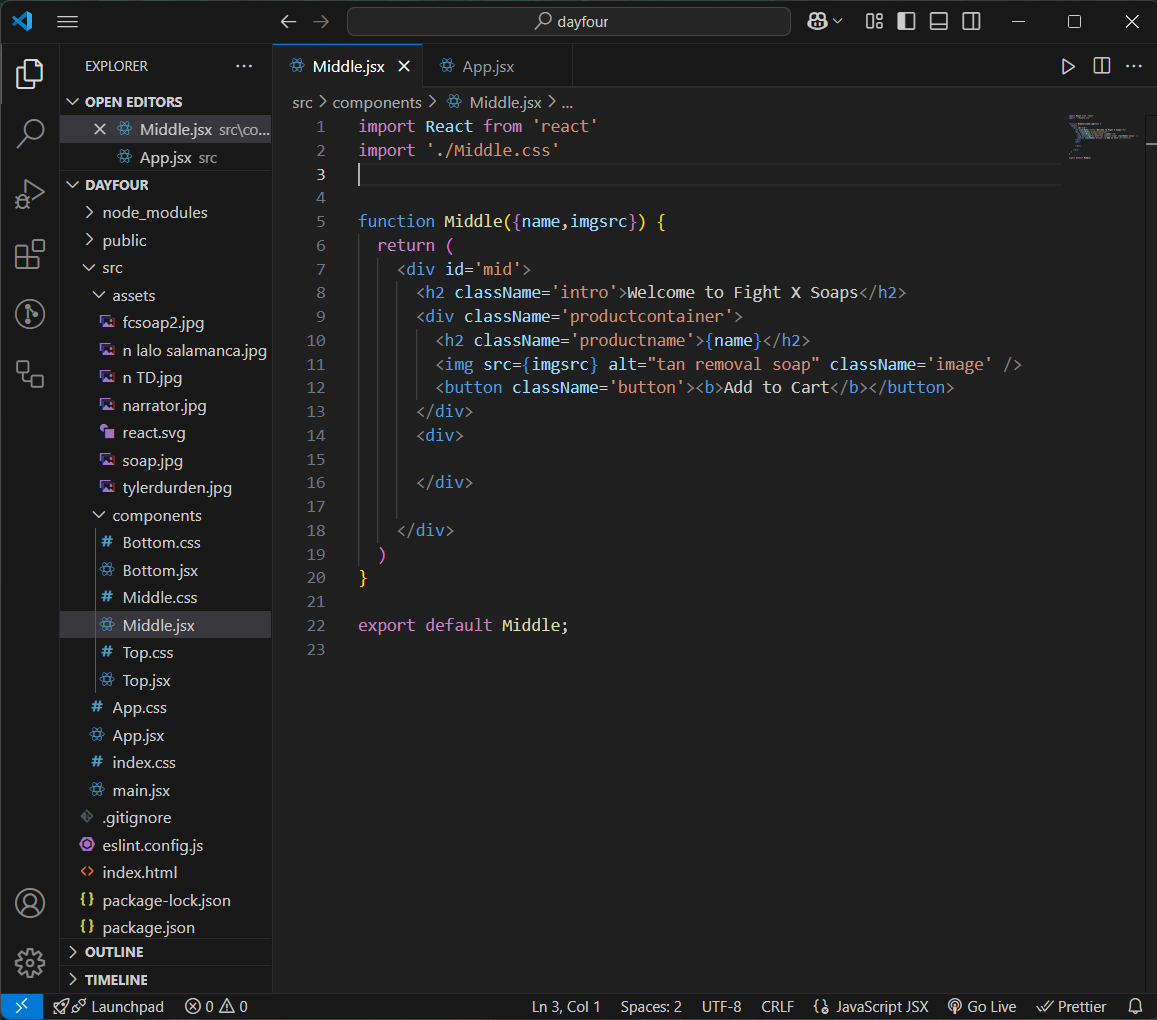 dayfour
EXPLORER
OPEN EDITORS
Middle.jsx src\co...
App.jsx src
DAYFOUR
node_modules
public
src
assets
fcsoap2.jpg
n lalo salamanca.jpg
n TD.jpg
narrator.jpg
react.svg
soap.jpg
tylerdurden.jpg
components
Bottom.css
Bottom.jsx
Middle.css
Middle.jsx
Top.css
Top.jsx
App.css
App.jsx
index.css
main.jsx
.gitignore
eslint.config.js
index.html
package-lock.json
package.json
OUTLINE
TIMELINE
Middle.jsx App.jsx
src > components > Middle.jsx > ...
1 import React from 'react'
2 import './Middle.css'
3
4
5 function Middle({name,imgsrc}) {
6 return (
7 <div id='mid'>
8 <h2 className='intro'>Welcome to Fight X Soaps</h2>
9 <div className='productcontainer'>
10 <h2 className='productname'>{name}</h2>
11 <img src={imgsrc} alt="tan removal soap" className='image' />
12 <button className='button'><b>Add to Cart</b></button>
13 </div>
14 <div>
15
16 </div>
17
18 </div>
19 )
20 }
21
22 export default Middle;
23
Launchpad 0 0 Ln 3, Col 1 Spaces: 2 UTF-8 CRLF {} JavaScript JSX Go Live Prettier